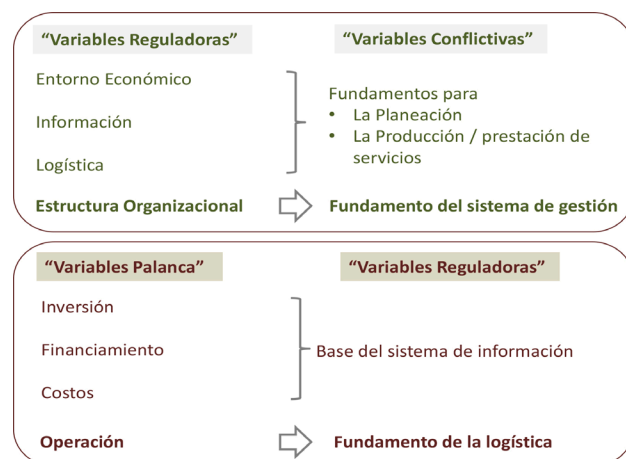 “Variables Reguladoras”
“Variables Conflictivas”
Entorno Económico
Información
Logística
Fundamentos para
• La Planeación
• La Producción / prestación de
servicios
Estructura Organizacional
Fundamento del sistema de gestión
“Variables Palanca”
“Variables Reguladoras”
Inversión
Financiamiento
Costos
Base del sistema de información
Operación
Fundamento de la logística